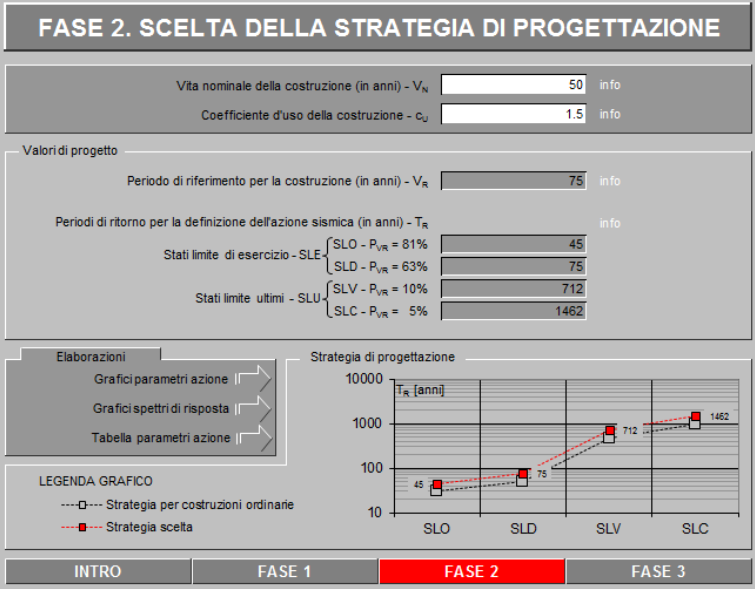 FASE 2. SCELTA DELLA STRATEGIA DI PROGETTAZIONE
Vita nominale della costruzione (in anni) - VN 50 info
Coefficiente d'uso della costruzione - cU 1.5 info
Valori di progetto
Periodo di riferimento per la costruzione (in anni) - VR 75 info
Periodi di ritorno per la definizione dell'azione sismica (in anni) - TR info
Stati limite di esercizio - SLE
SLO - PVR = 81% 45
SLD - PVR = 63% 75
Stati limite ultimi - SLU
SLV - PVR = 10% 712
SLC - PVR = 5% 1462
Elaborazioni
Grafici parametri azione
Grafici spettri di risposta
Tabella parametri azione
LEGENDA GRAFICO
Strategia per costruzioni ordinarie
Strategia scelta
Strategia di progettazione
TR [anni]
10000
1000
100
10
45
75
712
1462
SLO SLD SLV SLC
INTRO FASE 1 FASE 2 FASE 3